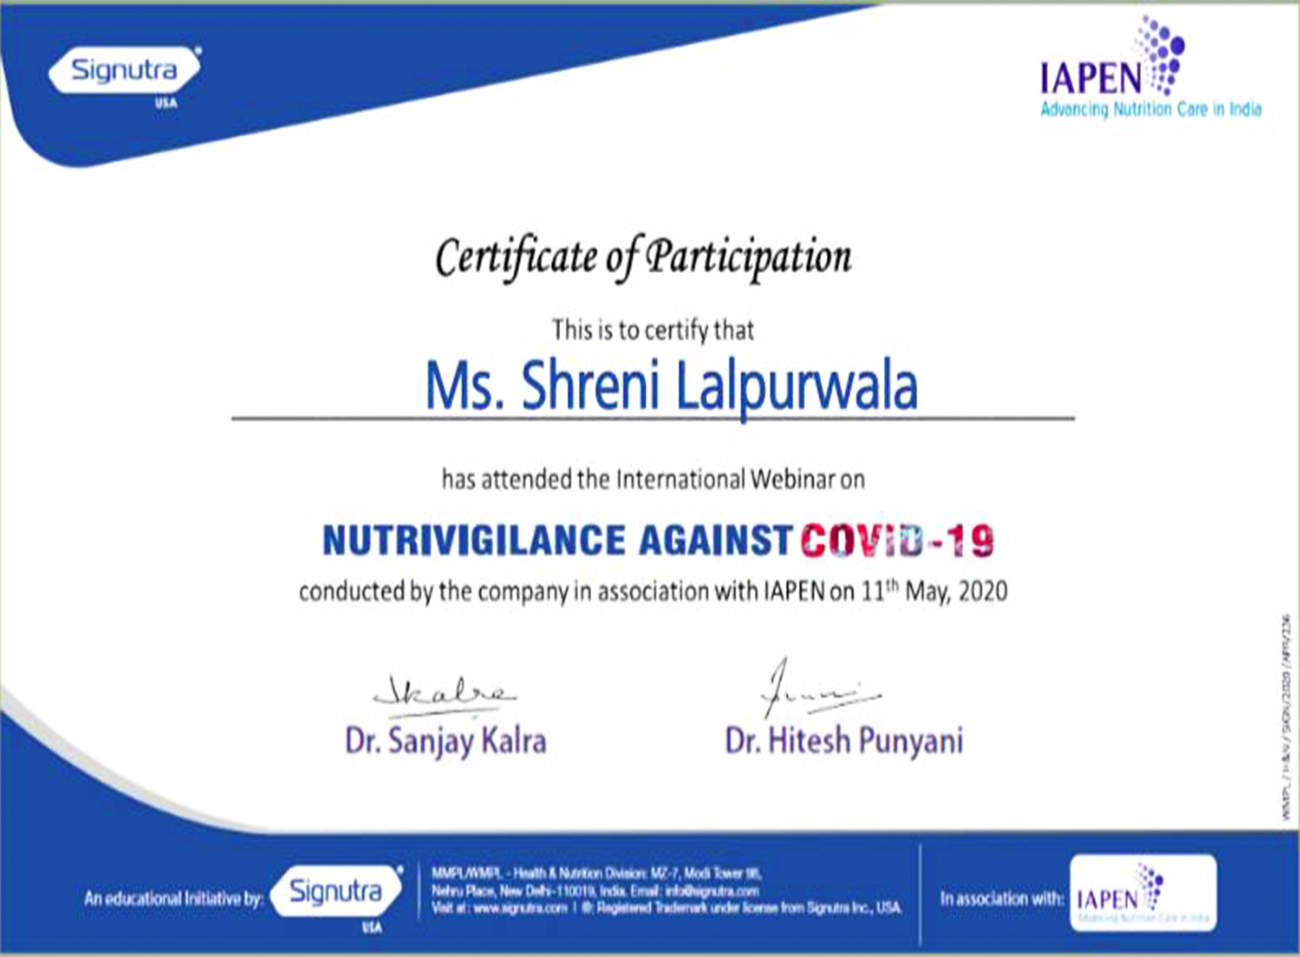 Signutra
USA
IAPEN
Advancing Nutrition Care in India
Certificate of Participation
This is to certify that
Ms. Shreni Lalpurwala
has attended the International Webinar on
NUTRIVIGILANCE AGAINST COVID-19
conducted by the company in association with IAPEN on 11th May, 2020
Skalra
Dr. Sanjay Kalra
Dr. Hitesh Punyani
WMPL / H&N / SIGN/2020 /APR/236
An educational Initiative by:
Signutra
USA
MMPL/WMPL - Health & Nutrition Division: MZ-7, Modi Tower 98,
Nehru Place, New Delhi-110019, India. Email: info@signutra.com
Visit at: www.signutra.com | ®: Registered Trademark under license from Signutra Inc., USA.
In association with:
IAPEN
Advancing Nutrition Care in India